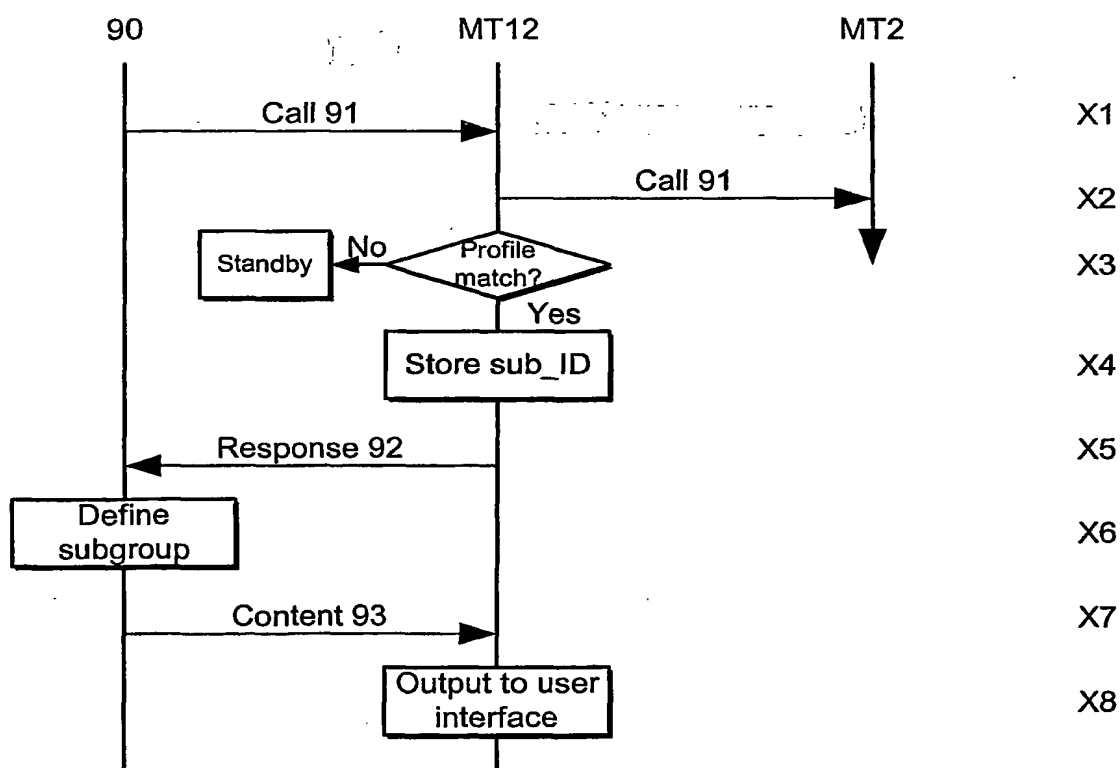 90 MT12 MT2
Call 91 X1
Call 91 X2
Standby No Profile match? X3
Yes
Store sub_ID X4
Response 92 X5
Define subgroup X6
Content 93 X7
Output to user interface X8